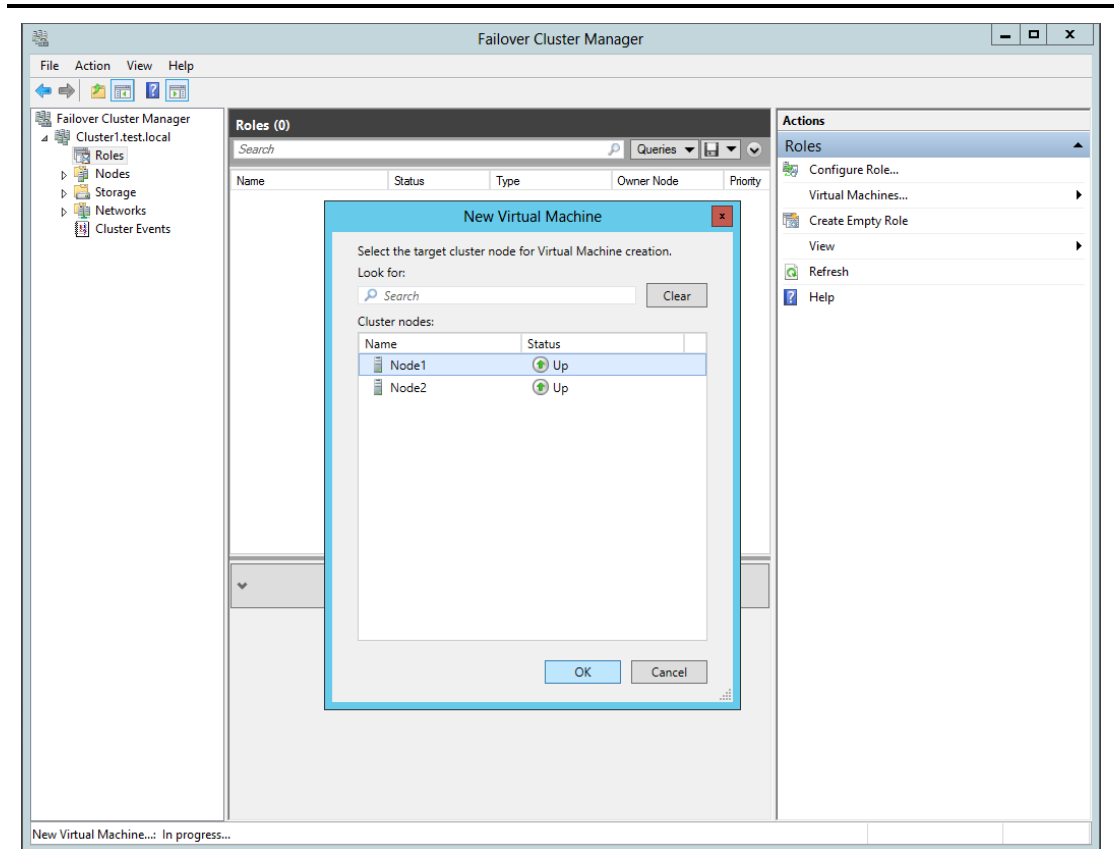 Failover Cluster Manager
File Action View Help
Failover Cluster Manager
Cluster1.test.local
Roles
Nodes
Storage
Networks
Cluster Events
Roles (0)
Search
Queries
Name Status Type Owner Node Priority
New Virtual Machine
x
Select the target cluster node for Virtual Machine creation.
Look for:
Search
Clear
Cluster nodes:
Name Status
Node1 Up
Node2 Up
OK Cancel
Actions
Roles
Configure Role...
Virtual Machines...
Create Empty Role
View
Refresh
Help
New Virtual Machine...: In progress...